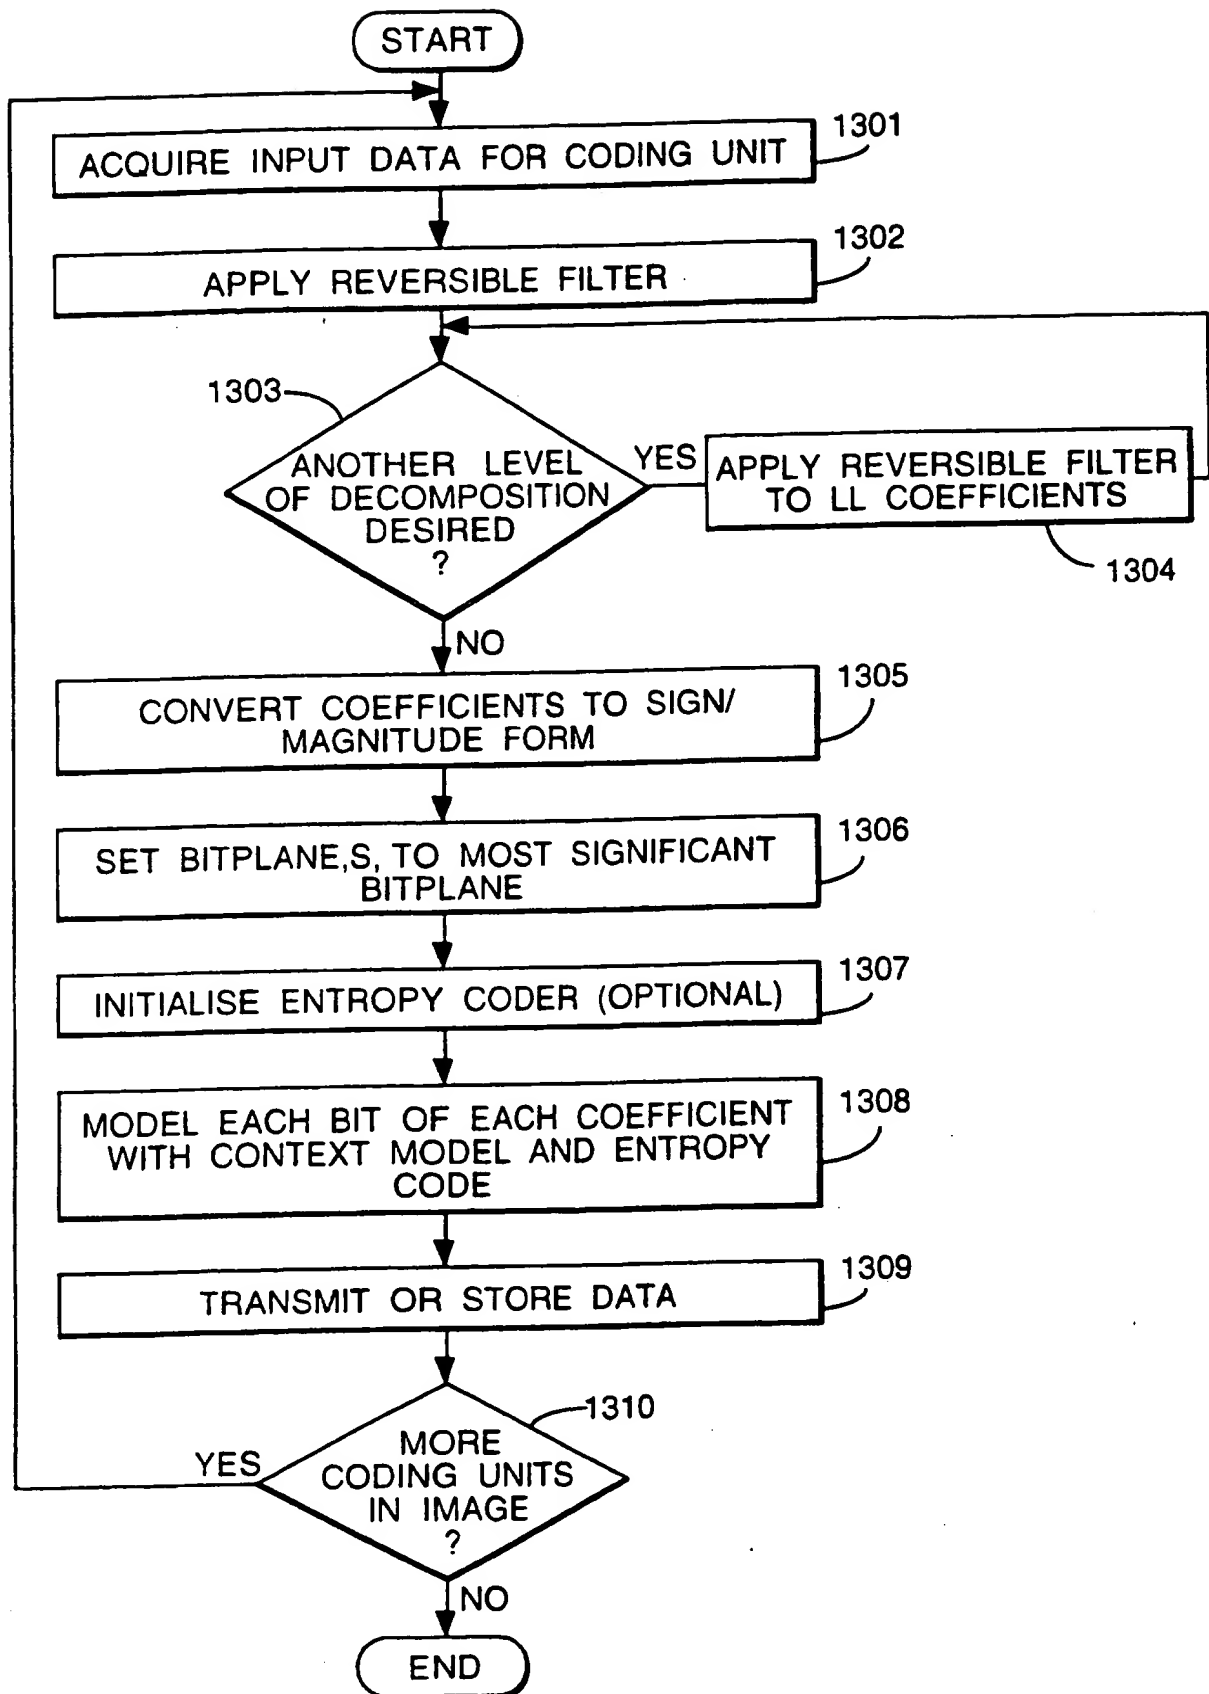 START
ACQUIRE INPUT DATA FOR CODING UNIT
1301
APPLY REVERSIBLE FILTER
1302
1303
ANOTHER LEVEL
OF DECOMPOSITION
DESIRED
?
YES
APPLY REVERSIBLE FILTER
TO LL COEFFICIENTS
1304
NO
CONVERT COEFFICIENTS TO SIGN/
MAGNITUDE FORM
1305
SET BITPLANE,S, TO MOST SIGNIFICANT
BITPLANE
1306
INITIALISE ENTROPY CODER (OPTIONAL)
1307
MODEL EACH BIT OF EACH COEFFICIENT
WITH CONTEXT MODEL AND ENTROPY
CODE
1308
TRANSMIT OR STORE DATA
1309
1310
YES
MORE
CODING UNITS
IN IMAGE
?
NO
END